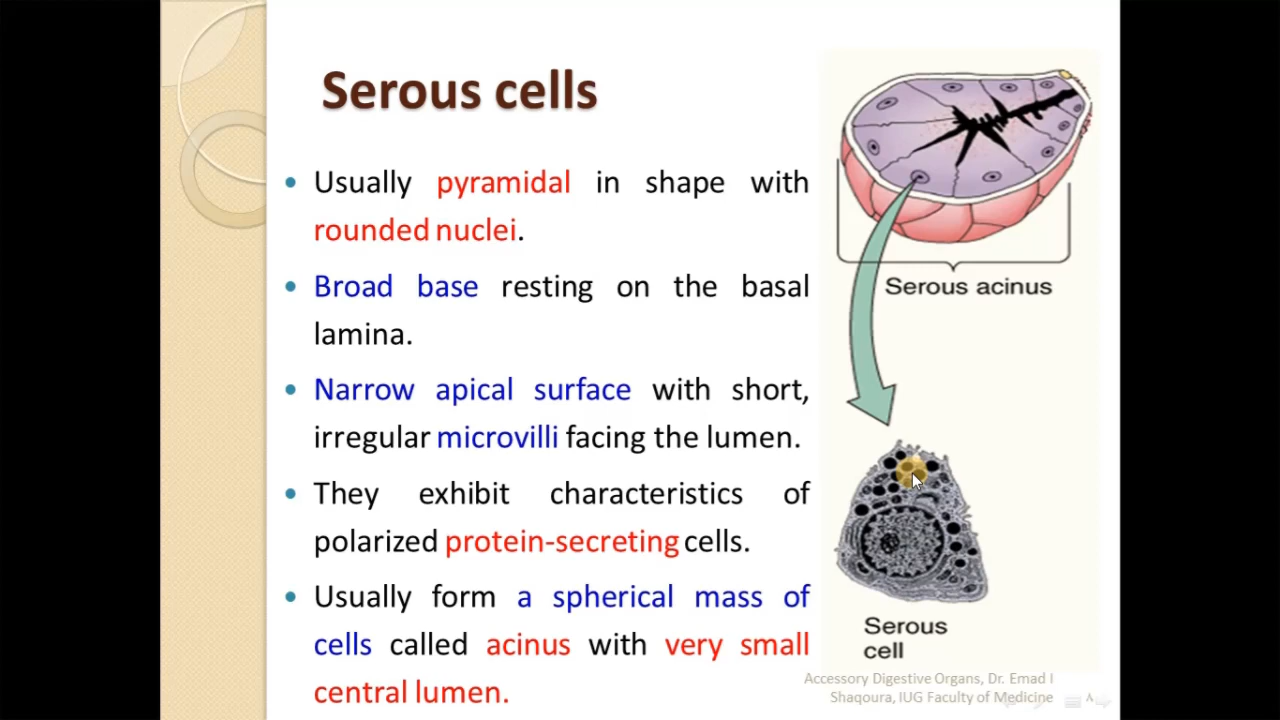 Serous cells
• Usually pyramidal in shape with
rounded nuclei.
• Broad base resting on the basal
lamina.
• Narrow apical surface with short,
irregular microvilli facing the lumen.
• They exhibit characteristics of
polarized protein-secreting cells.
• Usually form a spherical mass of
cells called acinus with very small
central lumen.
Serous acinus
Serous
cell
Accessory Digestive Organs, Dr. Emad I
Shaqoura, IUG Faculty of Medicine
٨